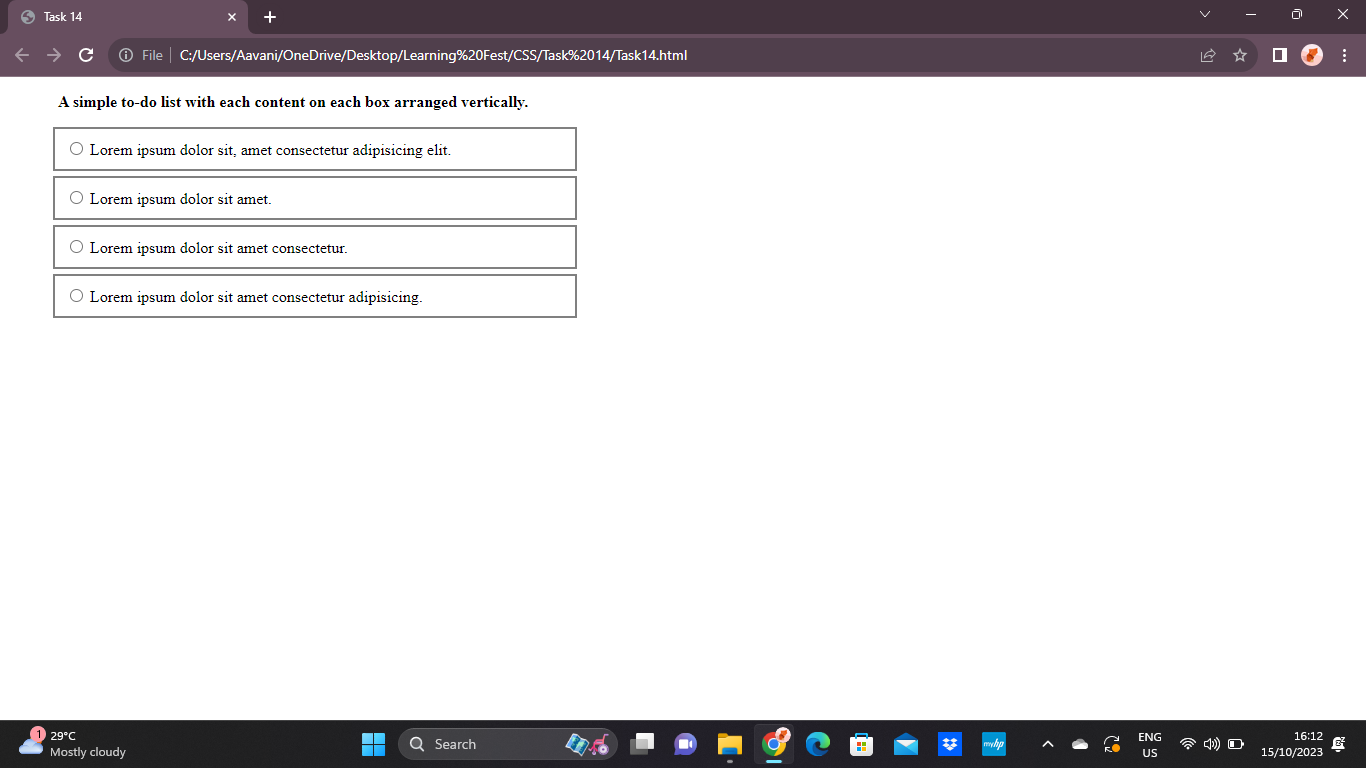 Task 14
File
C:/Users/Aavani/OneDrive/Desktop/Learning%20Fest/CSS/Task%2014/Task14.html
A simple to-do list with each content on each box arranged vertically.
Lorem ipsum dolor sit, amet consectetur adipisicing elit.
Lorem ipsum dolor sit amet.
Lorem ipsum dolor sit amet consectetur.
Lorem ipsum dolor sit amet consectetur adipisicing.
1
29°C
Mostly cloudy
Search
myhp
ENG
US
16:12
15/10/2023